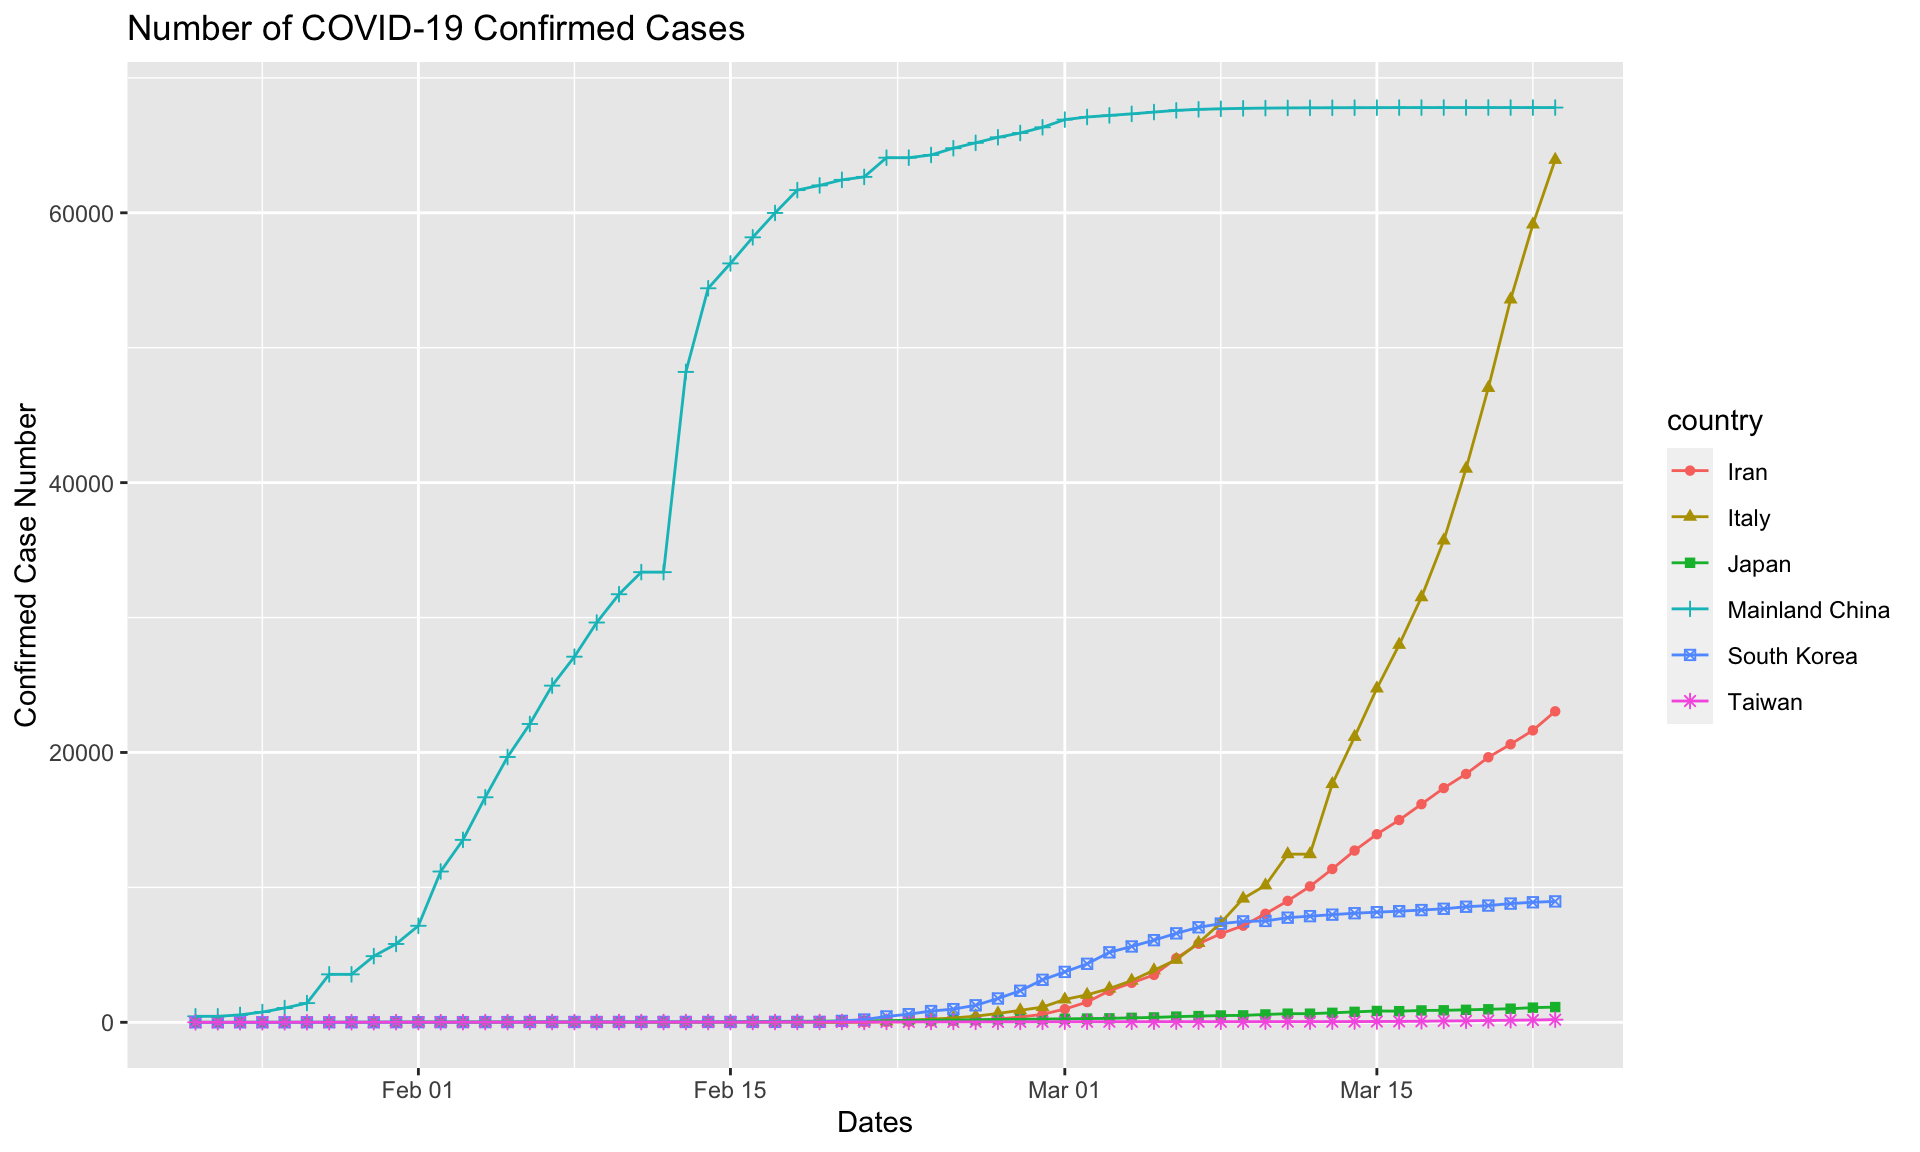 Number of COVID-19 Confirmed Cases
Confirmed Case Number
60000
40000
20000
0
Feb 01
Feb 15
Mar 01
Mar 15
Dates
country
Iran
Italy
Japan
Mainland China
South Korea
Taiwan